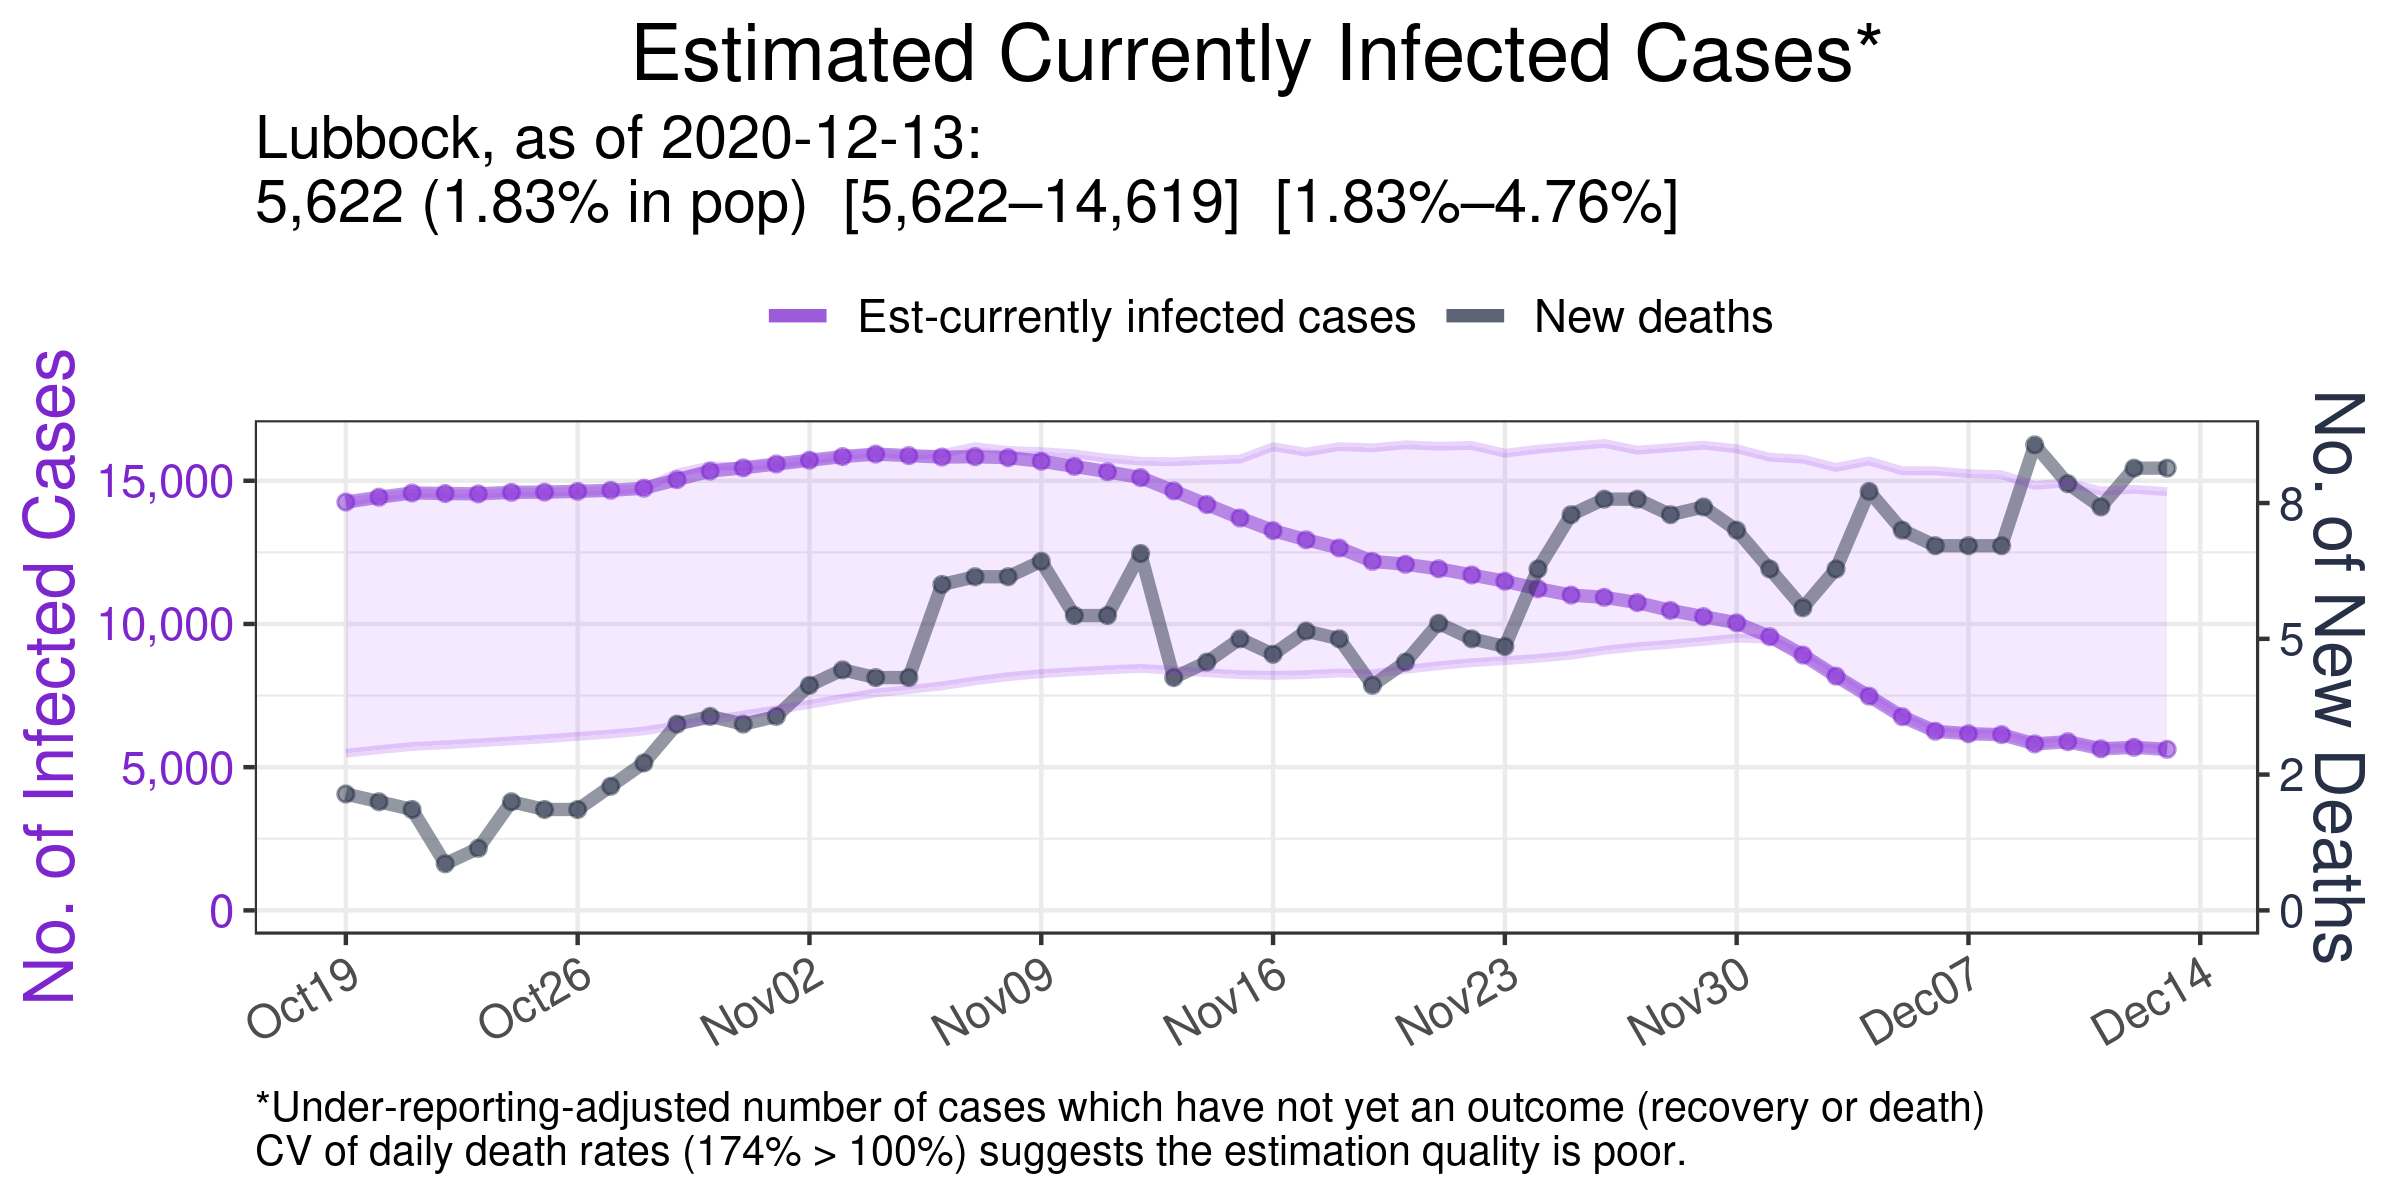 Estimated Currently Infected Cases*
Lubbock, as of 2020-12-13:
5,622 (1.83% in pop)  [5,622–14,619]  [1.83%–4.76%]
Est-currently infected cases
New deaths
No. of Infected Cases
15,000
10,000
5,000
0
No. of New Deaths
8
5
2
0
Oct19
Oct26
Nov02
Nov09
Nov16
Nov23
Nov30
Dec07
Dec14
*Under-reporting-adjusted number of cases which have not yet an outcome (recovery or death)
CV of daily death rates (174% > 100%) suggests the estimation quality is poor.